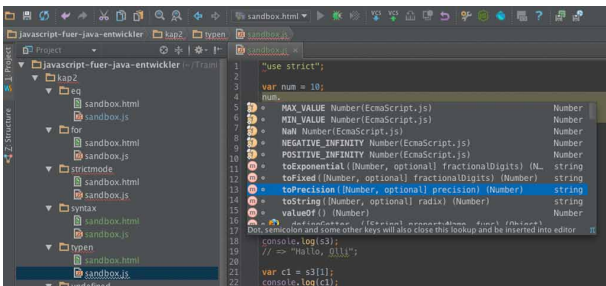 sandbox.html
VCS VCS
javascript-fuer-java-entwickler kap2 typen sandbox.js
Project
sandbox.js
1: Project
Z: Structure
javascript-fuer-java-entwickler (~/Traini
kap2
eq
sandbox.html
sandbox.js
for
sandbox.html
sandbox.js
strictmode
sandbox.js
syntax
sandbox.html
sandbox.js
typen
sandbox.html
sandbox.js
undefined
1 "use strict";
2
3 var num = 10;
4 num.
5 MAX_VALUE Number(EcmaScript.js) Number
6 MIN_VALUE Number(EcmaScript.js) Number
7 NaN Number(EcmaScript.js) Number
8 NEGATIVE_INFINITY Number(EcmaScript.js) Number
9 POSITIVE_INFINITY Number(EcmaScript.js) Number
10
11 toExponential([Number, optional] fractionalDigits) (N… string
12 toFixed([Number, optional] fractionalDigits) (Number) string
13 toPrecision([Number, optional] precision) (Number) string
14 toString([Number, optional] radix) (Number) string
15 valueOf() (Number) Number
16
17 Dot, semicolon and some other keys will also close this lookup and be inserted into editor
18 console.log(s3);
19 // => "Hallo, Olli";
20
21 var c1 = s3[1];
22 console.log(c1);